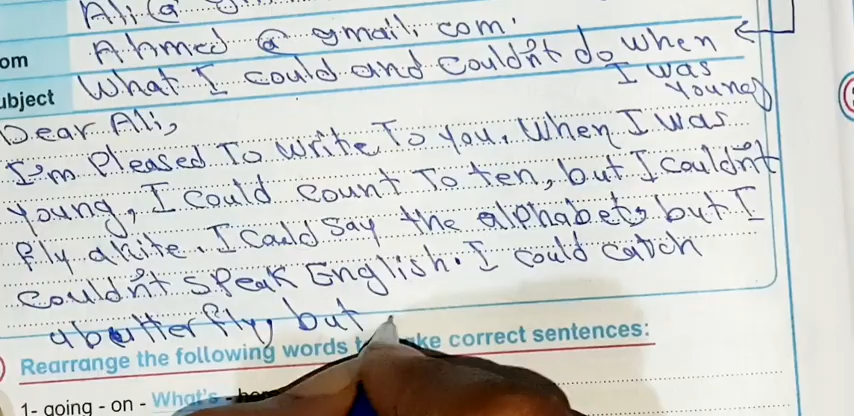 Ali @
om Ahmed @ gmail. com.
ubject What I could and couldn't do when
I was
young
Dear Ali,
I'm pleased To write To you. When I was
young, I could count To ten, but I couldn't
fly a kite. I could say the alphabets but I
couldn't speak English. I could catch
a butterfly, but
Rearrange the following words t ke correct sentences:
1- going - on - What's -